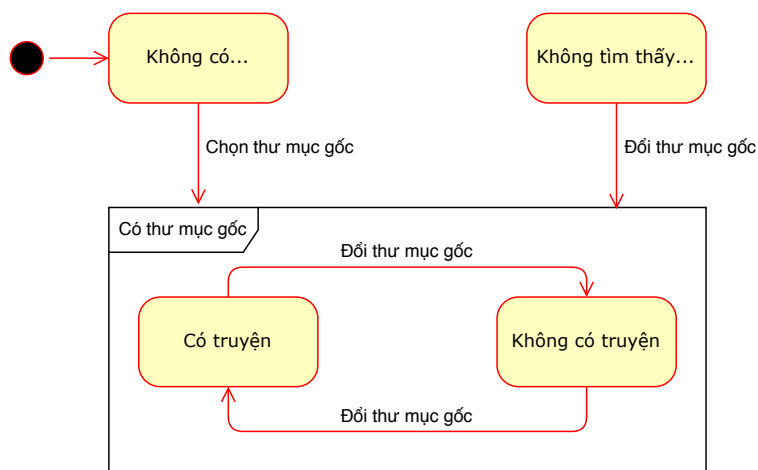 Không có...
Không tìm thấy...
Chọn thư mục gốc
Đổi thư mục gốc
Có thư mục gốc
Đổi thư mục gốc
Có truyện
Không có truyện
Đổi thư mục gốc